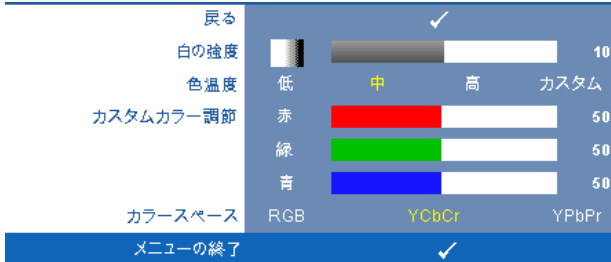 戻る ✓
白の強度 10
色温度 低 中 高 カスタム
カスタムカラー調節 赤 50
緑 50
青 50
カラースペース RGB YCbCr YPbPr
メニューの終了 ✓